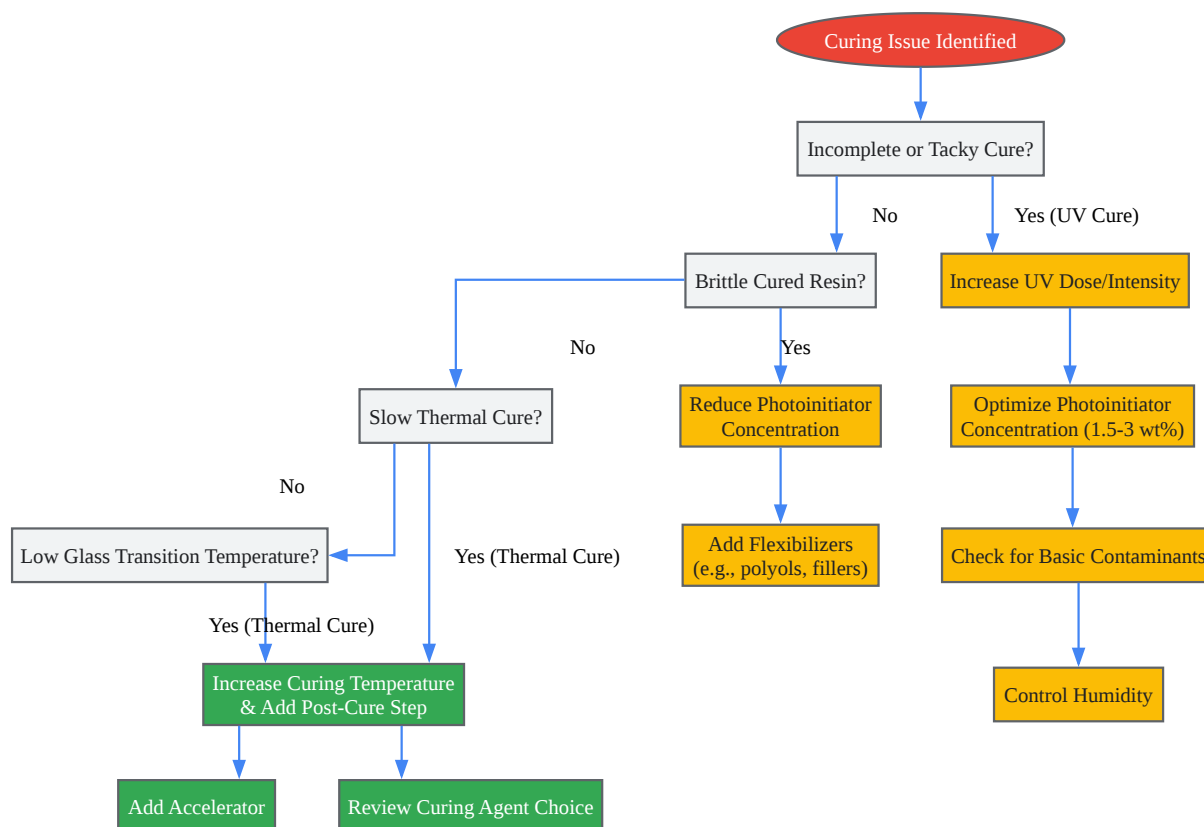 Curing Issue Identified
Incomplete or Tacky Cure?
No
Yes (UV Cure)
Brittle Cured Resin?
Increase UV Dose/Intensity
No
Yes
Slow Thermal Cure?
Reduce Photoinitiator
Concentration
Optimize Photoinitiator
Concentration (1.5-3 wt%)
No
Yes (Thermal Cure)
Low Glass Transition Temperature?
Add Flexibilizers
(e.g., polyols, fillers)
Check for Basic Contaminants
Yes (Thermal Cure)
Increase Curing Temperature
& Add Post-Cure Step
Control Humidity
Add Accelerator
Review Curing Agent Choice